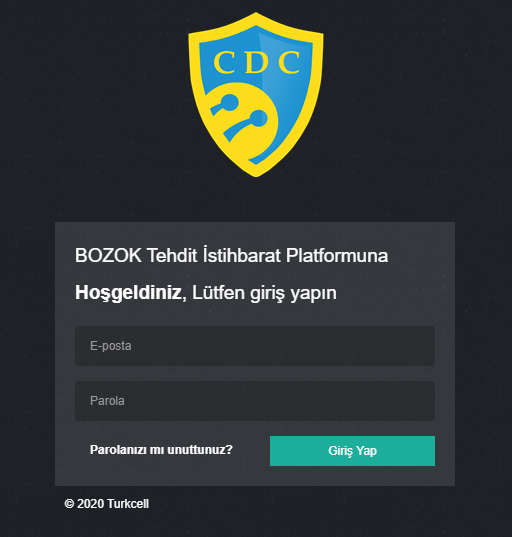 CDC
BOZOK Tehdit İstihbarat Platformuna
Hoşgeldiniz, Lütfen giriş yapın
E-posta
Parola
Parolanızı mı unuttunuz?
Giriş Yap
© 2020 Turkcell